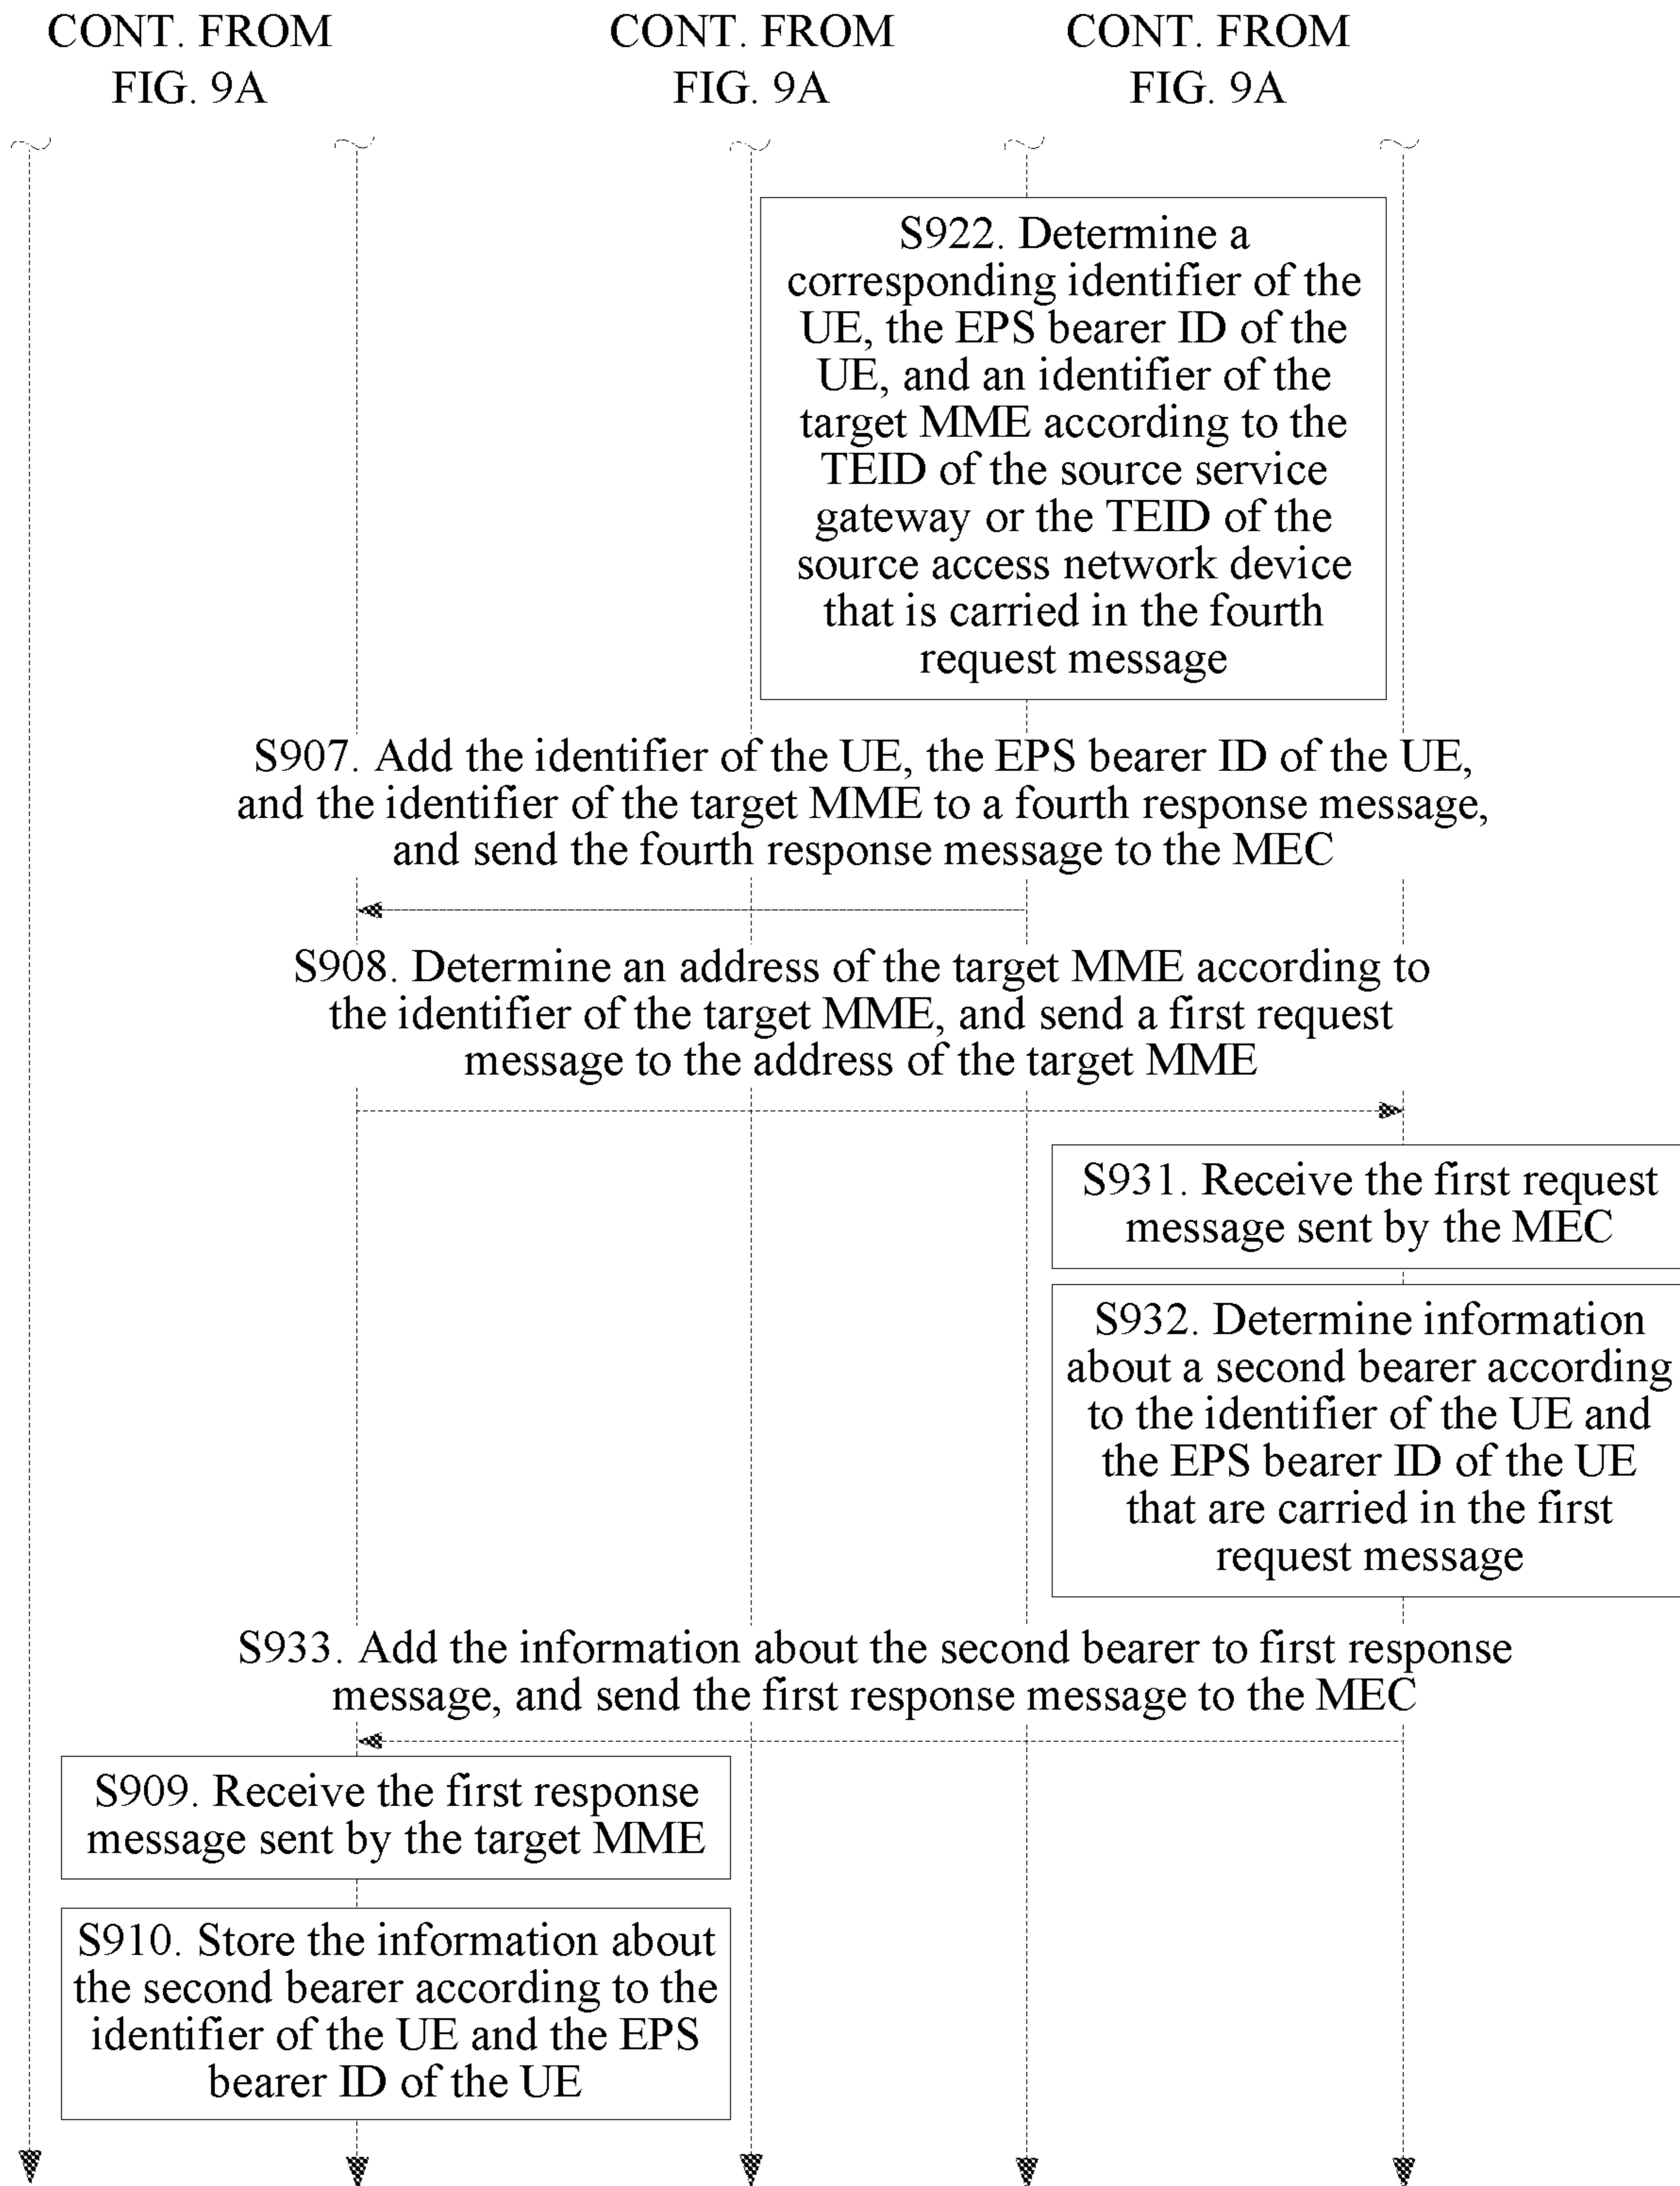 CONT. FROM
FIG. 9A
CONT. FROM
FIG. 9A
CONT. FROM
FIG. 9A
S922. Determine a
corresponding identifier of the
UE, the EPS bearer ID of the
UE, and an identifier of the
target MME according to the
TEID of the source service
gateway or the TEID of the
source access network device
that is carried in the fourth
request message
S907. Add the identifier of the UE, the EPS bearer ID of the UE,
and the identifier of the target MME to a fourth response message,
and send the fourth response message to the MEC
S908. Determine an address of the target MME according to
the identifier of the target MME, and send a first request
message to the address of the target MME
S931. Receive the first request
message sent by the MEC
S932. Determine information
about a second bearer according
to the identifier of the UE and
the EPS bearer ID of the UE
that are carried in the first
request message
S933. Add the information about the second bearer to first response
message, and send the first response message to the MEC
S909. Receive the first response
message sent by the target MME
S910. Store the information about
the second bearer according to the
identifier of the UE and the EPS
bearer ID of the UE